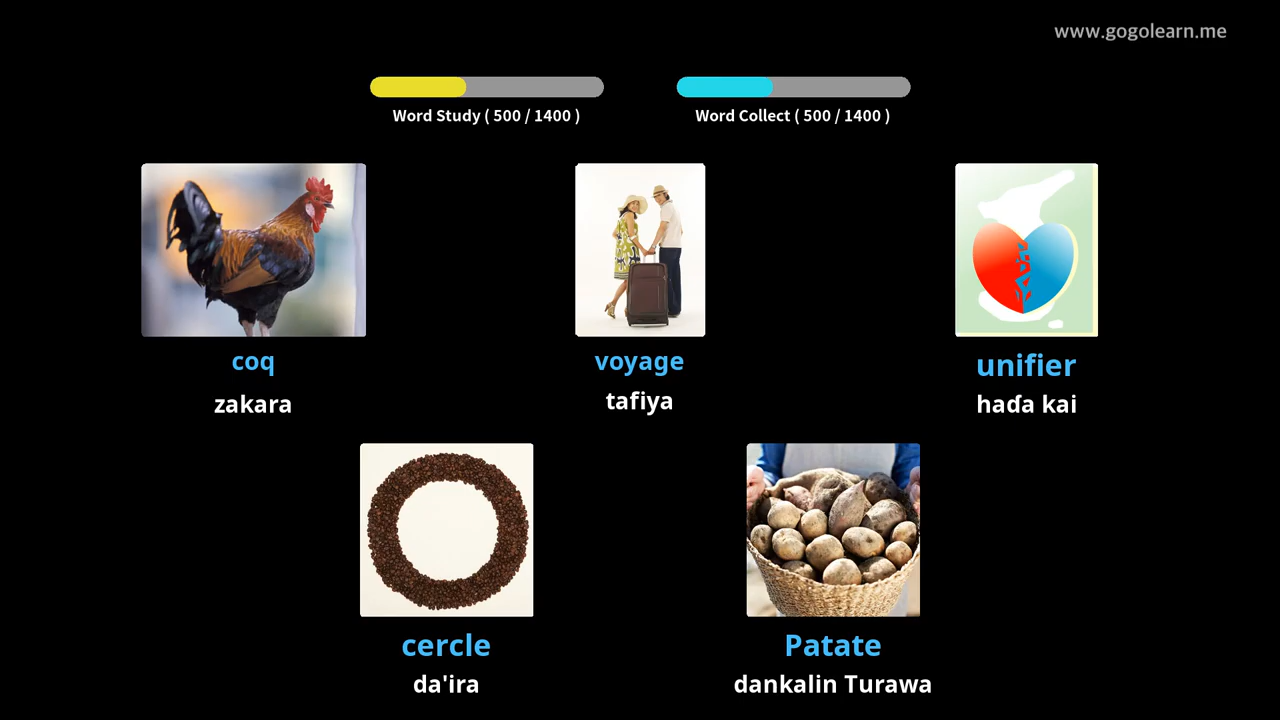 www.gogolearn.me
Word Study ( 500 / 1400 )
Word Collect ( 500 / 1400 )
coq
zakara
voyage
tafiya
unifier
haɗa kai
cercle
da'ira
Patate
dankalin Turawa